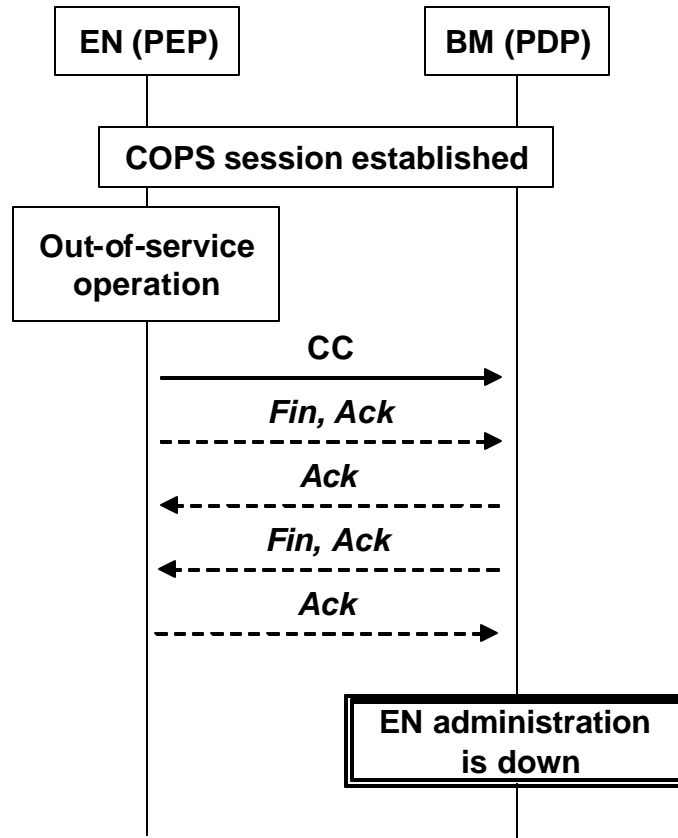 EN (PEP)
BM (PDP)
COPS session established
Out-of-service
operation
CC
Fin, Ack
Ack
Fin, Ack
Ack
EN administration
is down